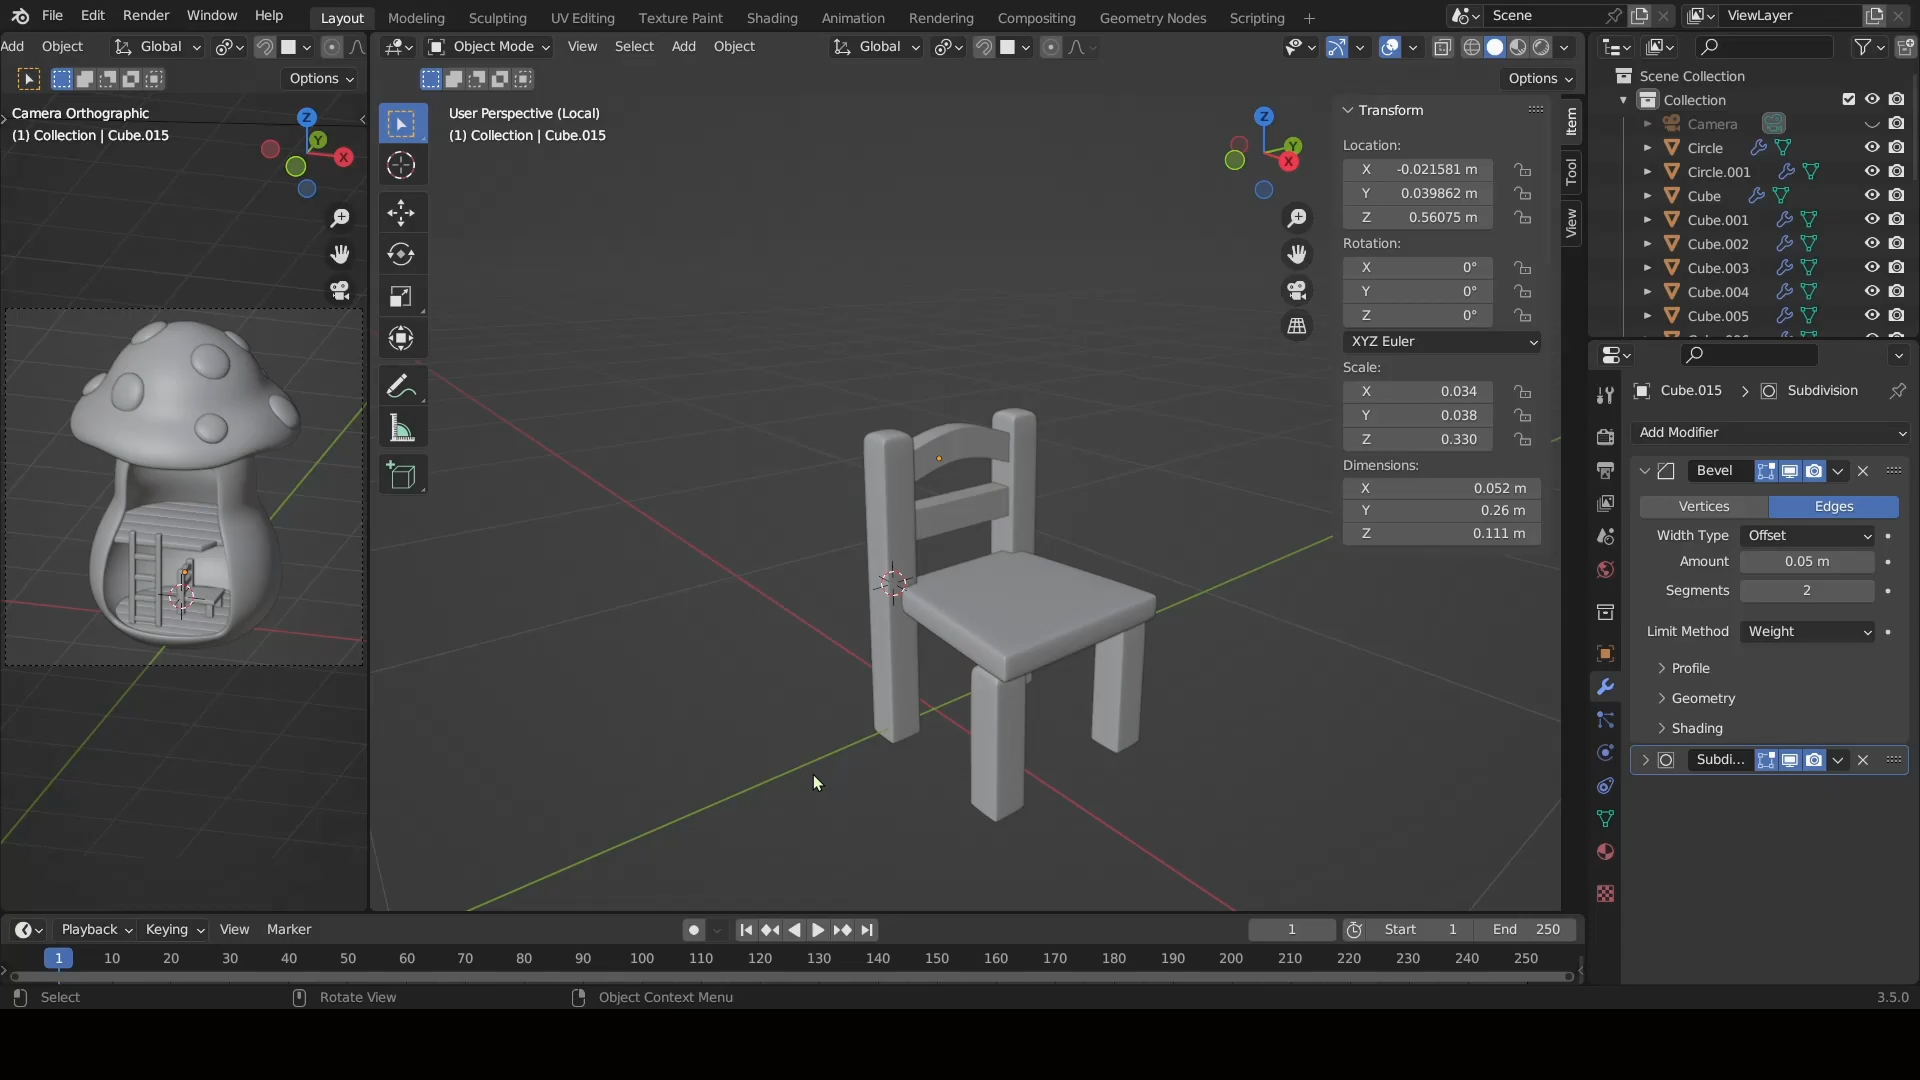 File Edit Render Window Help
Layout Modeling Sculpting UV Editing Texture Paint Shading Animation Rendering Compositing Geometry Nodes Scripting +
Scene
ViewLayer
Add Object Global
Object Mode View Select Add Object Global
Options
Options
Camera Orthographic
(1) Collection | Cube.015
Z
Y
X
User Perspective (Local)
(1) Collection | Cube.015
Z
Y
X
Transform
Location:
X -0.021581 m
Y 0.039862 m
Z 0.56075 m
Rotation:
X 0°
Y 0°
Z 0°
XYZ Euler
Scale:
X 0.034
Y 0.038
Z 0.330
Dimensions:
X 0.052 m
Y 0.26 m
Z 0.111 m
Item
Tool
View
Scene Collection
Collection
Camera
Circle
Circle.001
Cube
Cube.001
Cube.002
Cube.003
Cube.004
Cube.005
Cube.015 > Subdivision
Add Modifier
Bevel
Vertices Edges
Width Type Offset
Amount 0.05 m
Segments 2
Limit Method Weight
Profile
Geometry
Shading
Subdi...
Playback Keying View Marker
1 Start 1 End 250
1 10 20 30 40 50 60 70 80 90 100 110 120 130 140 150 160 170 180 190 200 210 220 230 240 250
Select Rotate View Object Context Menu 3.5.0